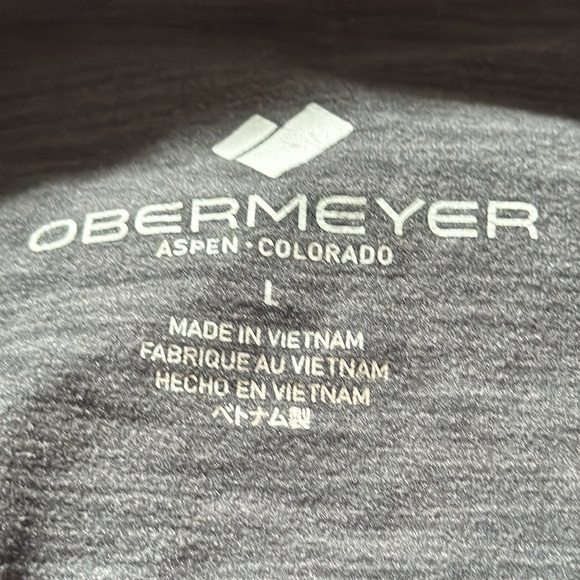 OBERMEYER
ASPEN · COLORADO
L
MADE IN VIETNAM
FABRIQUE AU VIETNAM
HECHO EN VIETNAM
ベトナム製